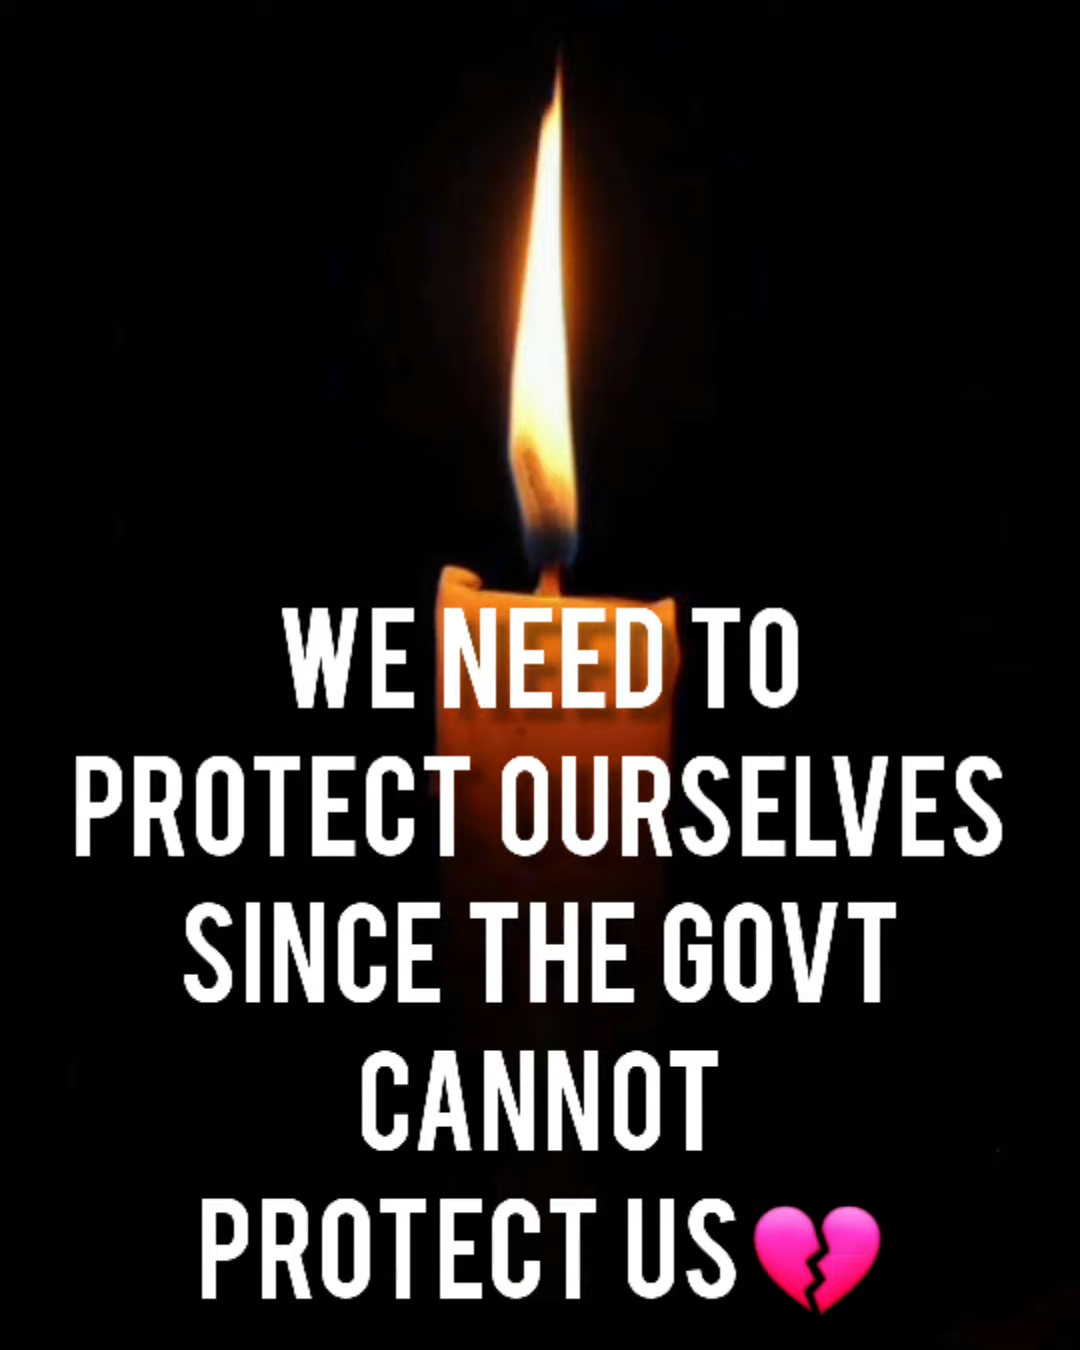 WE NEED TO
PROTECT OURSELVES
SINCE THE GOVT
CANNOT
PROTECT US💔